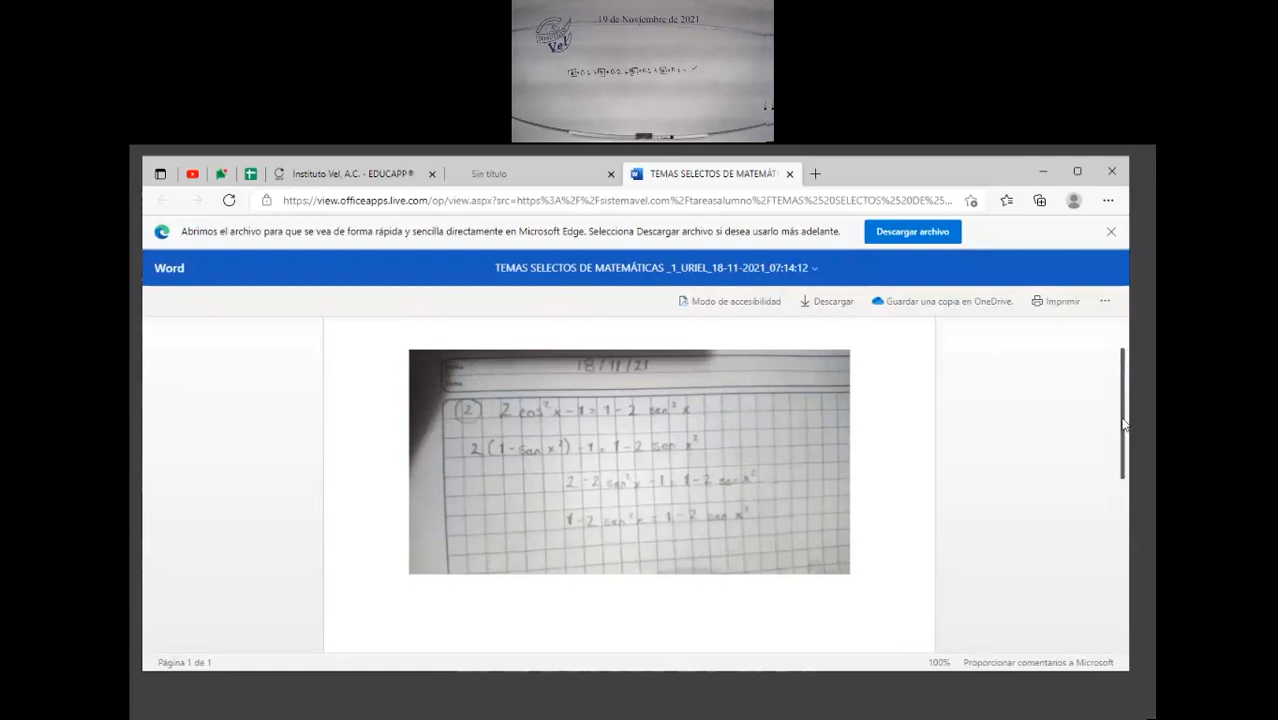 19 de Noviembre de 2021
Vel
Instituto Vel, A.C. - EDUCAPP®
Sin título
TEMAS SELECTOS DE MATEMÁT
https%3A%2F%2Fsistemavel.com%2Ftareasalumno%2FTEMAS%2520SELECTOS%2520DE%25...
https://view.officeapps.live.com/op/view.aspx?src=
Abrimos el archivo para que se vea de forma rápida y sencilla directamente en Microsoft Edge. Selecciona Descargar archivo si desea usarlo más adelante.
Descargar archivo
Word
TEMAS SELECTOS DE MATEMÁTICAS _1_URIEL_18-11-2021_07:14:12
Modo de accesibilidad
Descargar
Guardar una copia en OneDrive.
Imprimir
18/11/21
2 2 cos² x - 1 = 1 - 2 sen² x
2 (1 - sen x²) - 1 = 1 - 2 sen x²
2 - 2 sen² x - 1 = 1 - 2 sen x²
1 - 2 sen² x = 1 - 2 sen x²
Página 1 de 1
100%
Proporcionar comentarios a Microsoft